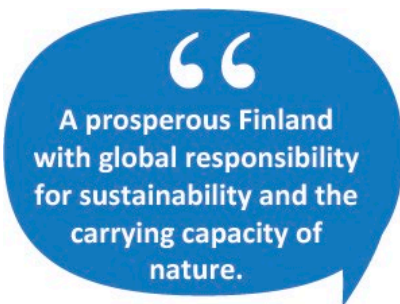 “
A prosperous Finland
with global responsibility
for sustainability and the
carrying capacity of
nature.